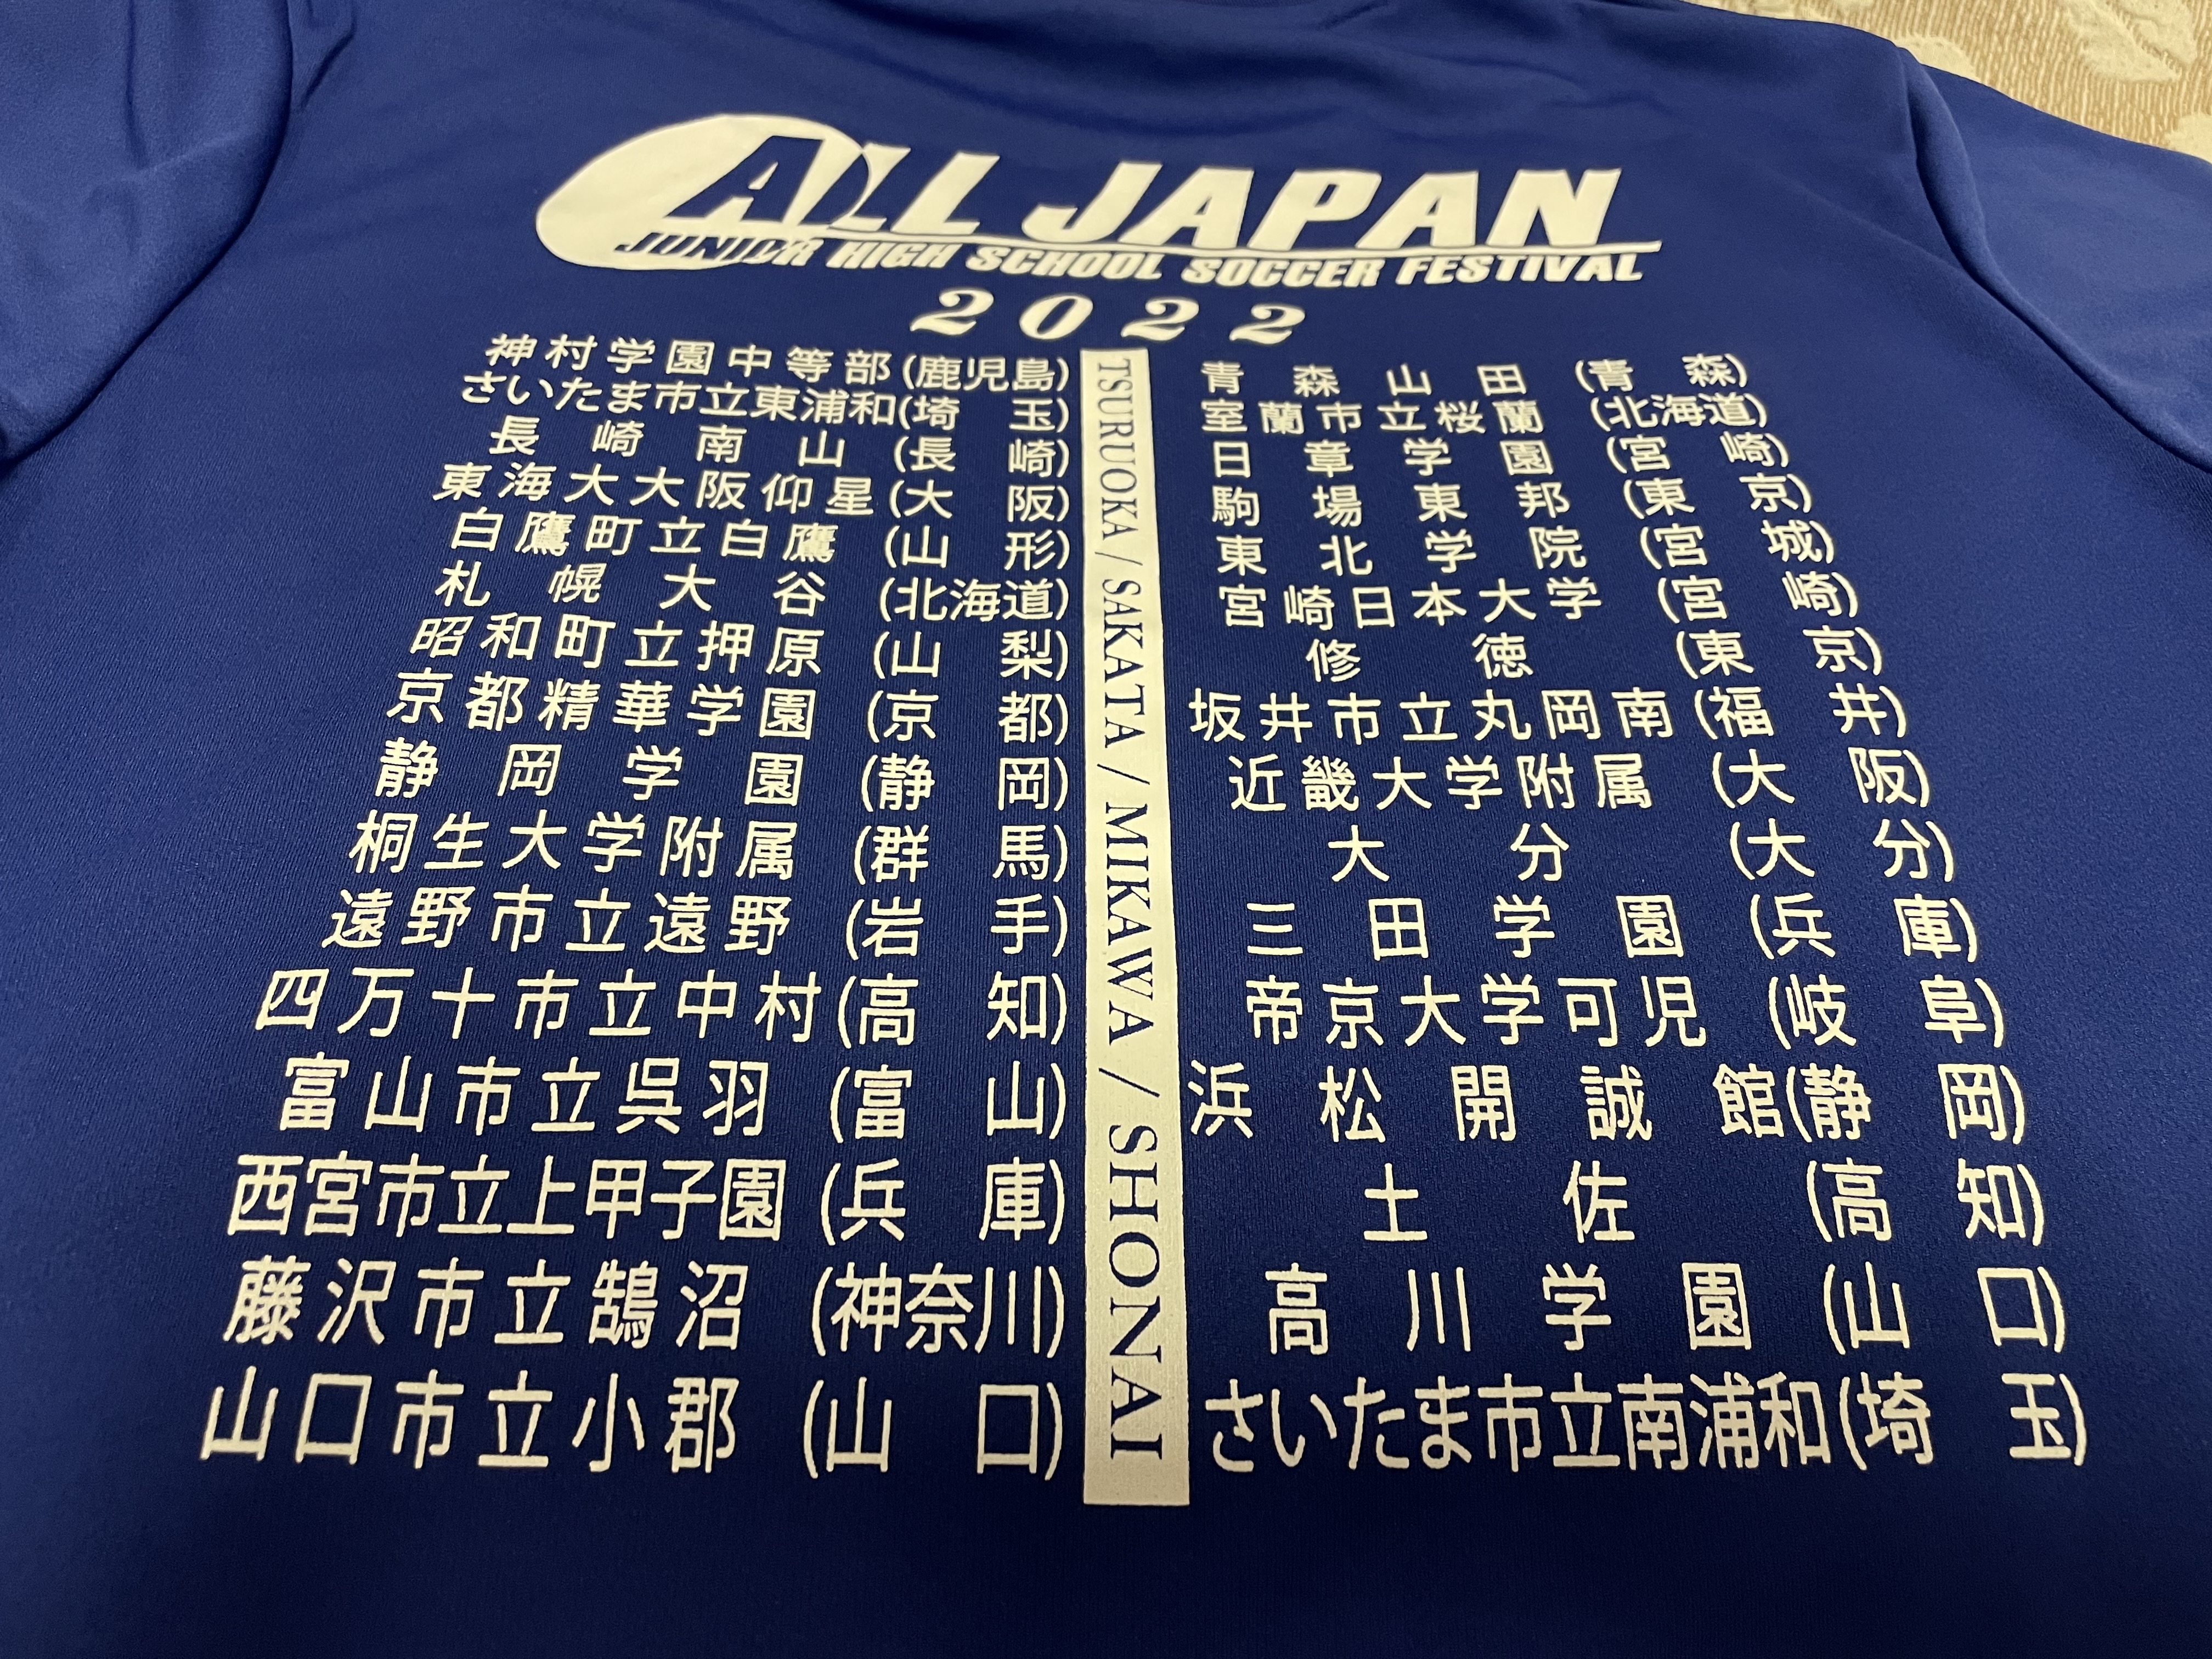 ALL JAPAN
JUNIOR HIGH SCHOOL SOCCER FESTIVAL
2022
神村学園中等部(鹿児島)
さいたま市立東浦和(埼玉)
長崎南山(長崎)
東海大大阪仰星(大阪)
白鷹町立白鷹(山形)
札幌大谷(北海道)
昭和町立押原(山梨)
京都精華学園(京都)
静岡学園(静岡)
桐生大学附属(群馬)
遠野市立遠野(岩手)
四万十市立中村(高知)
富山市立呉羽(富山)
西宮市立上甲子園(兵庫)
藤沢市立鵠沼(神奈川)
山口市立小郡(山口)
TSURUOKA / SAKATA / MIKAWA / SHONAI
青森山田(青森)
室蘭市立桜蘭(北海道)
日章学園(宮崎)
駒場東邦(東京)
東北学院(宮城)
宮崎日本大学(宮崎)
修徳(東京)
坂井市立丸岡南(福井)
近畿大学附属(大阪)
大分(大分)
三田学園(兵庫)
帝京大学可児(岐阜)
浜松開誠館(静岡)
土佐(高知)
高川学園(山口)
さいたま市立南浦和(埼玉)